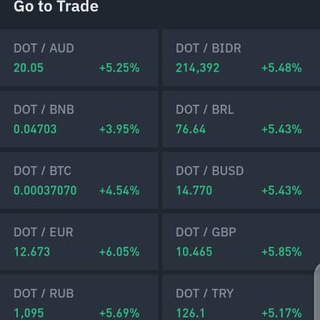 Go to Trade
DOT / AUD DOT / BIDR
20.05 +5.25% 214,392 +5.48%
DOT / BNB DOT / BRL
0.04703 +3.95% 76.64 +5.43%
DOT / BTC DOT / BUSD
0.00037070 +4.54% 14.770 +5.43%
DOT / EUR DOT / GBP
12.673 +6.05% 10.465 +5.85%
DOT / RUB DOT / TRY
1,095 +5.69% 126.1 +5.17%